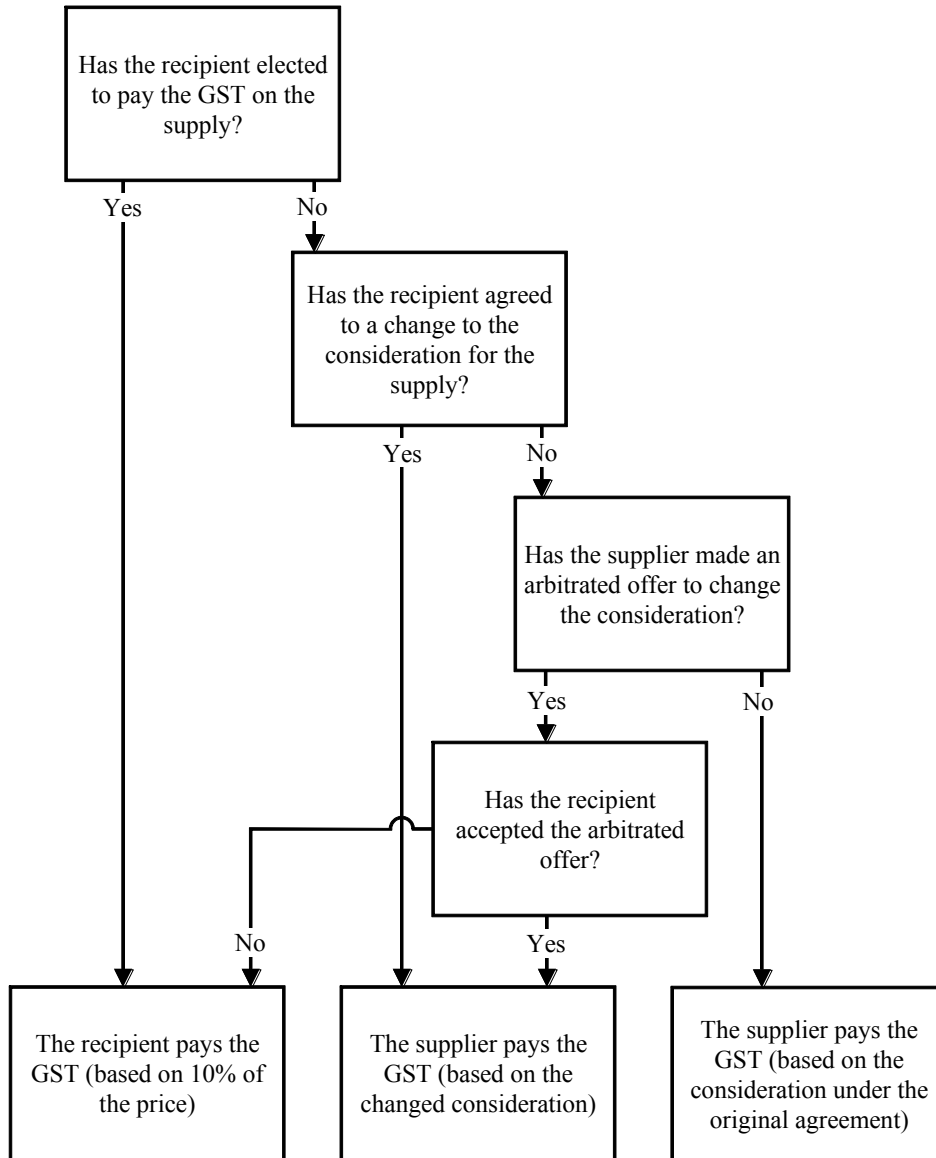 Has the recipient elected
to pay the GST on the
supply?
Yes
No
Has the recipient agreed
to a change to the
consideration for the
supply?
Yes
No
Has the supplier made an
arbitrated offer to change
the consideration?
Yes
No
Has the recipient
accepted the arbitrated
offer?
No
Yes
The recipient pays the
GST (based on 10% of
the price)
The supplier pays the
GST (based on the
changed consideration)
The supplier pays the
GST (based on the
consideration under the
original agreement)